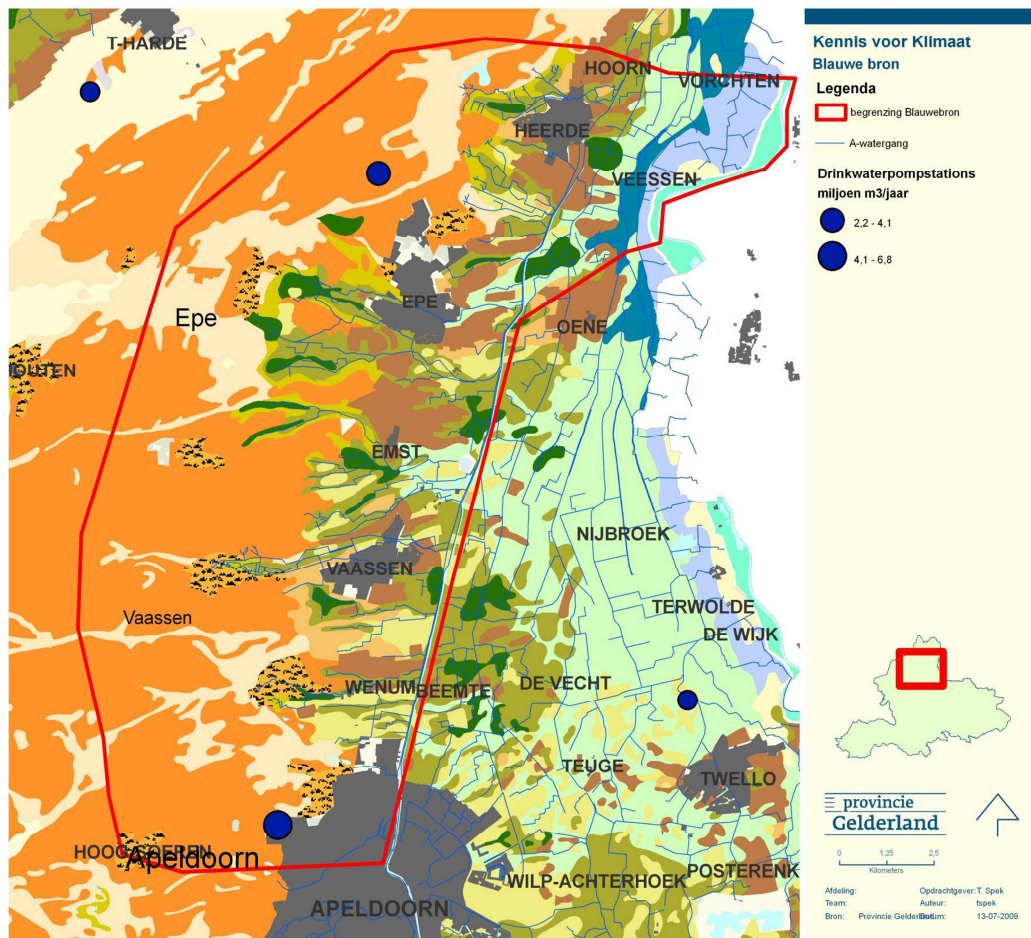 T-HARDE
HOORN
VORCHTEN
HEERDE
VEESSEN
EPE
Epe
OENE
HOUTEN
EMST
NIJBROEK
VAASSEN
Vaassen
TERWOLDE
DE WIJK
WENUM
BEEMTE
DE VECHT
TEUGE
TWELLO
HOOG SOEREN
Apeldoorn
WILP-ACHTERHOEK
POSTERENK
APELDOORN
Kennis voor Klimaat
Blauwe bron
Legenda
begrenzing Blauwebron
A-watergang
Drinkwaterpompstations
miljoen m3/jaar
2,2 - 4,1
4,1 - 6,8
provincie
Gelderland
0 1,25 2,5
Kilometers
Afdeling: Opdrachtgever: T. Spek
Team: Auteur: tspek
Bron: Provincie Gelderland 13-07-2009